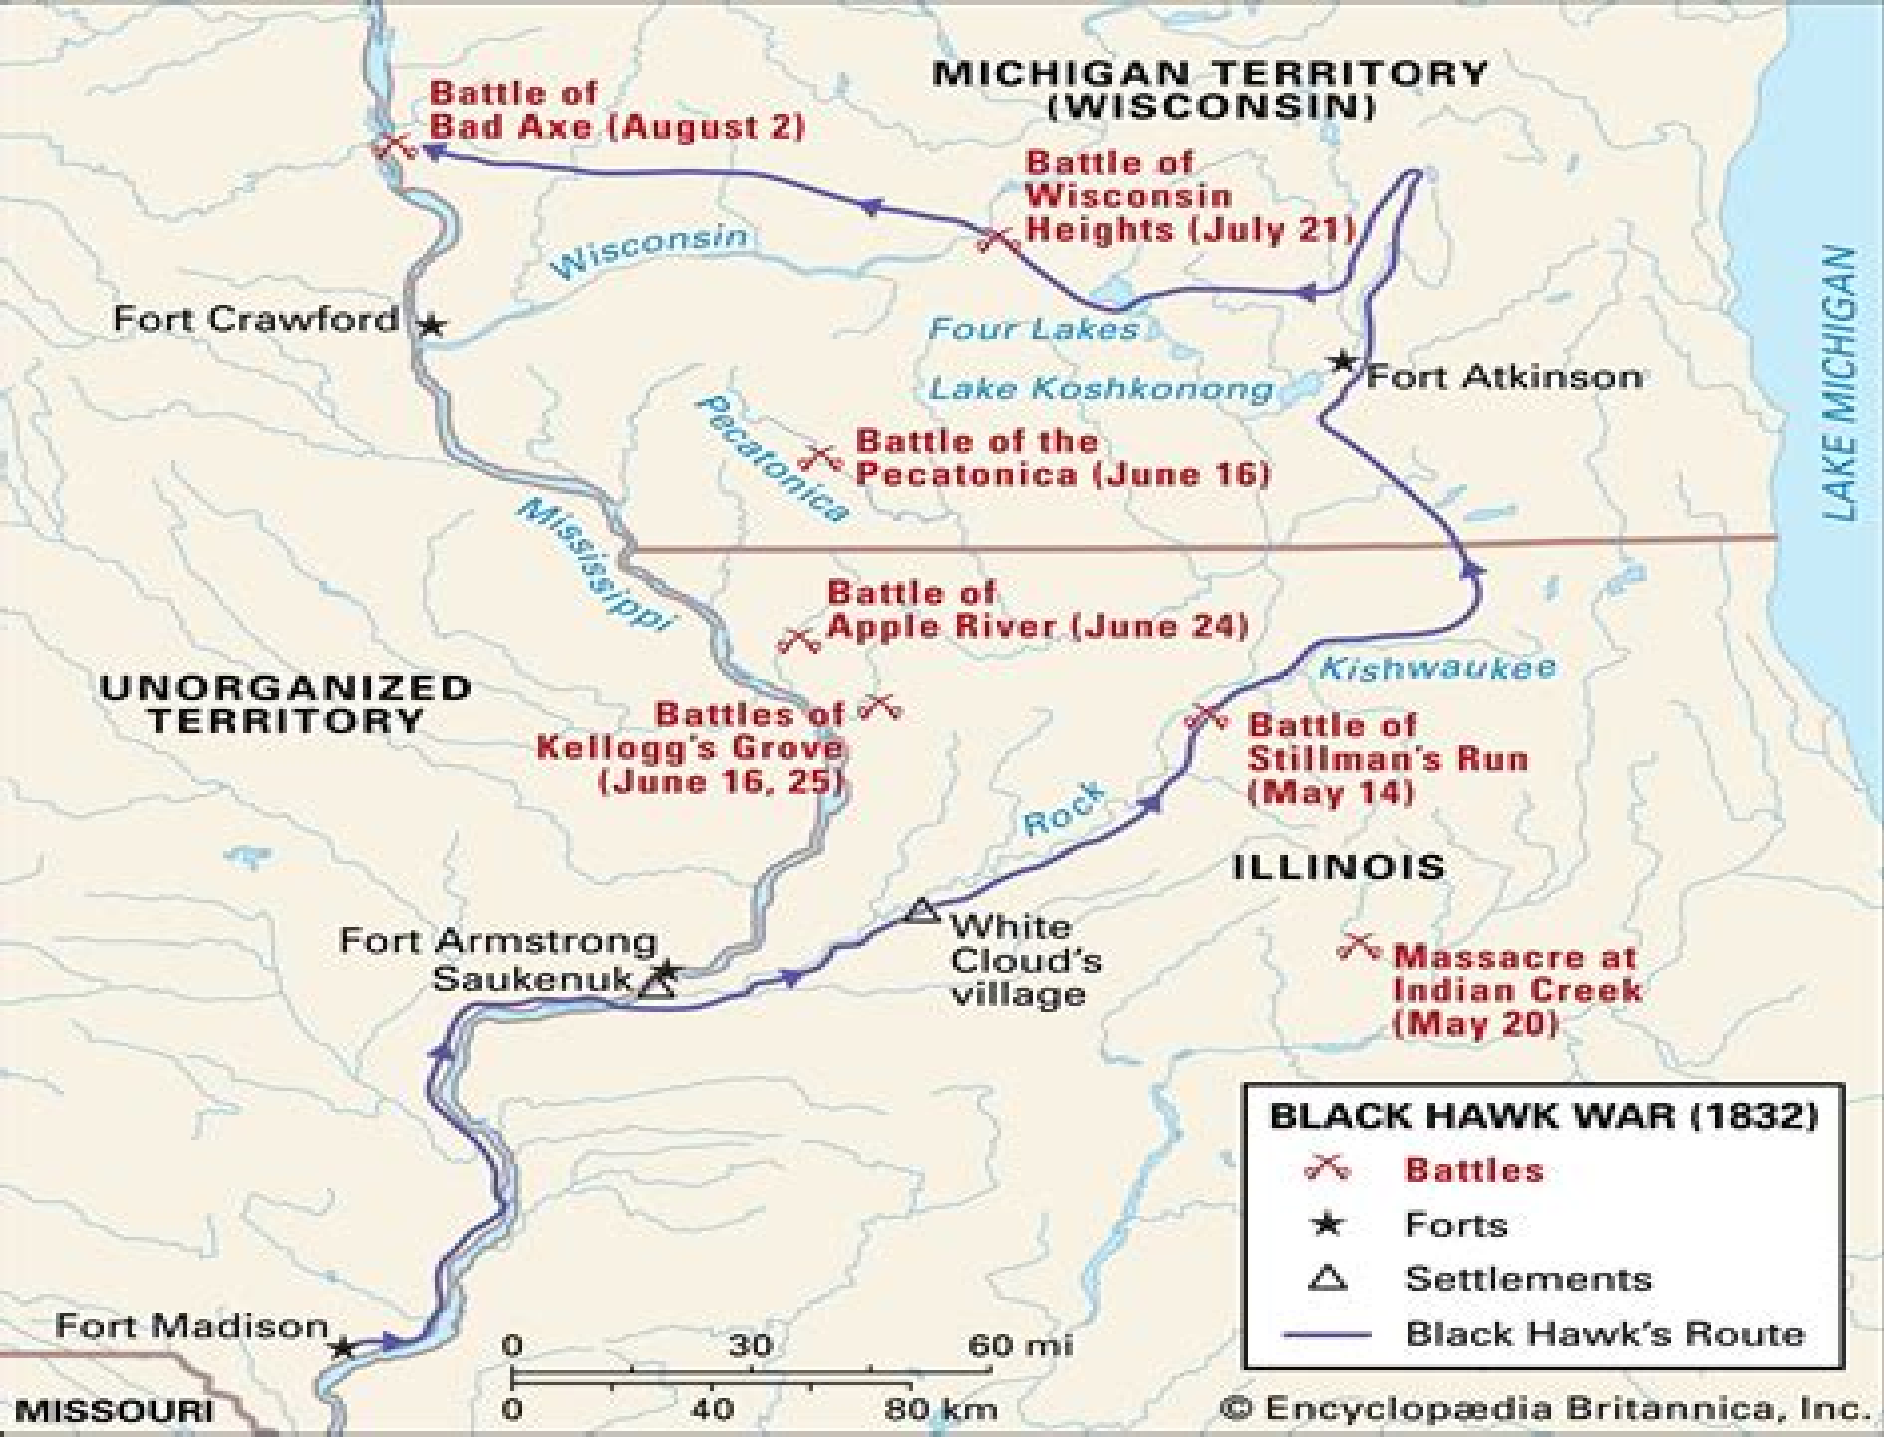 MICHIGAN TERRITORY
(WISCONSIN)
Battle of
Bad Axe (August 2)
Battle of
Wisconsin
Heights (July 21)
Wisconsin
Fort Crawford
Four Lakes
Lake Koshkonong
Fort Atkinson
LAKE MICHIGAN
Pecatonica
Battle of the
Pecatonica (June 16)
Mississippi
Battle of
Apple River (June 24)
UNORGANIZED
TERRITORY
Kishwaukee
Battles of
Kellogg's Grove
(June 16, 25)
Battle of
Stillman's Run
(May 14)
Rock
ILLINOIS
Fort Armstrong
Saukenuk
White
Cloud's
village
Massacre at
Indian Creek
(May 20)
BLACK HAWK WAR (1832)
Battles
Forts
Settlements
Black Hawk's Route
Fort Madison
0 30 60 mi
0 40 80 km
MISSOURI
© Encyclopædia Britannica, Inc.